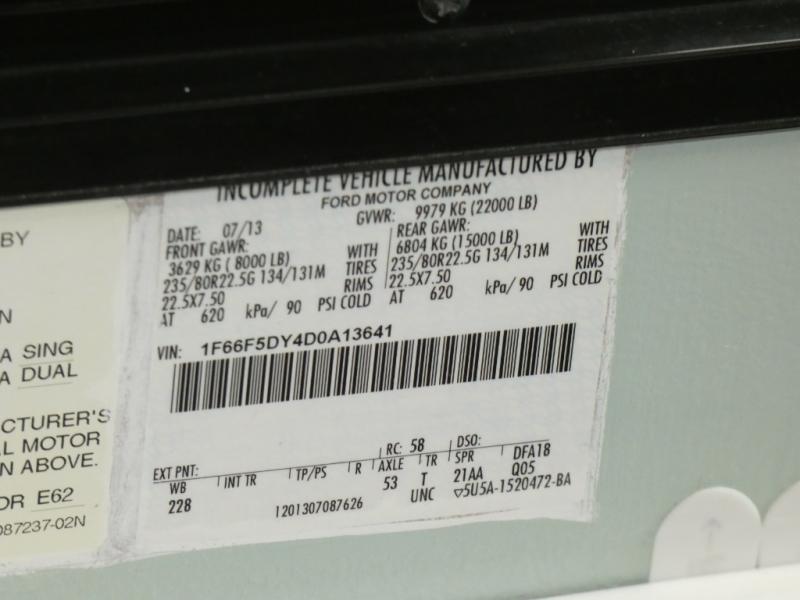 INCOMPLETE VEHICLE MANUFACTURED BY
FORD MOTOR COMPANY
DATE: 07/13
GVWR: 9979 KG (22000 LB)
FRONT GAWR:
3629 KG ( 8000 LB) WITH
235/80R22.5G 134/131M TIRES
22.5X7.50 RIMS
AT 620 kPa/ 90 PSI COLD
REAR GAWR:
6804 KG (15000 LB) WITH
235/80R22.5G 134/131M TIRES
22.5X7.50 RIMS
AT 620 kPa/ 90 PSI COLD
VIN: 1F66F5DY4D0A13641
EXT PNT: RC: 58 DSO:
WB INT TR TP/PS R AXLE TR SPR DFA18
228 53 T 21AA Q05
1201307087626 UNC ▽5U5A-1520472-BA
BY
N
A SING
A DUAL
CTURER'S
L MOTOR
N ABOVE.
OR E62
087237-02N